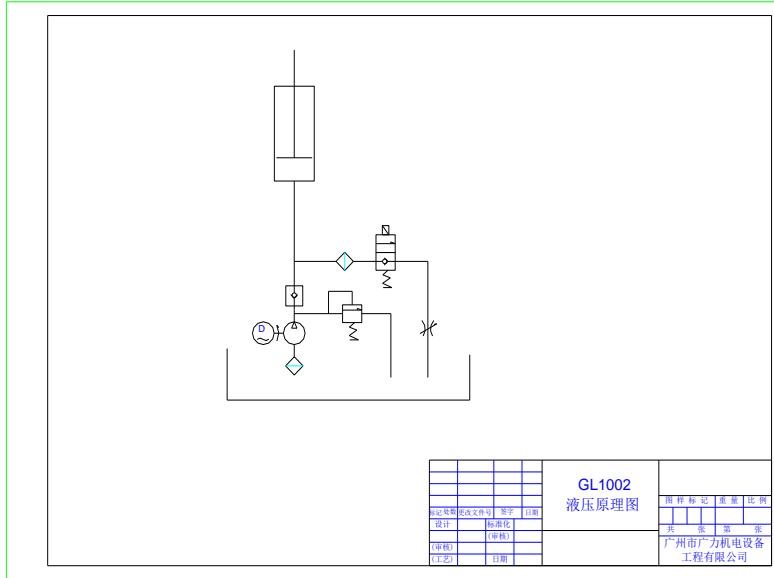 D
GL1002
液压原理图
标记 处数 更改文件号 签字 日期
设计 标准化
(审核)
(审核)
(工艺) 日期
图 样 标 记 重 量 比 例
共 张 第 张
广州市广力机电设备
工程有限公司